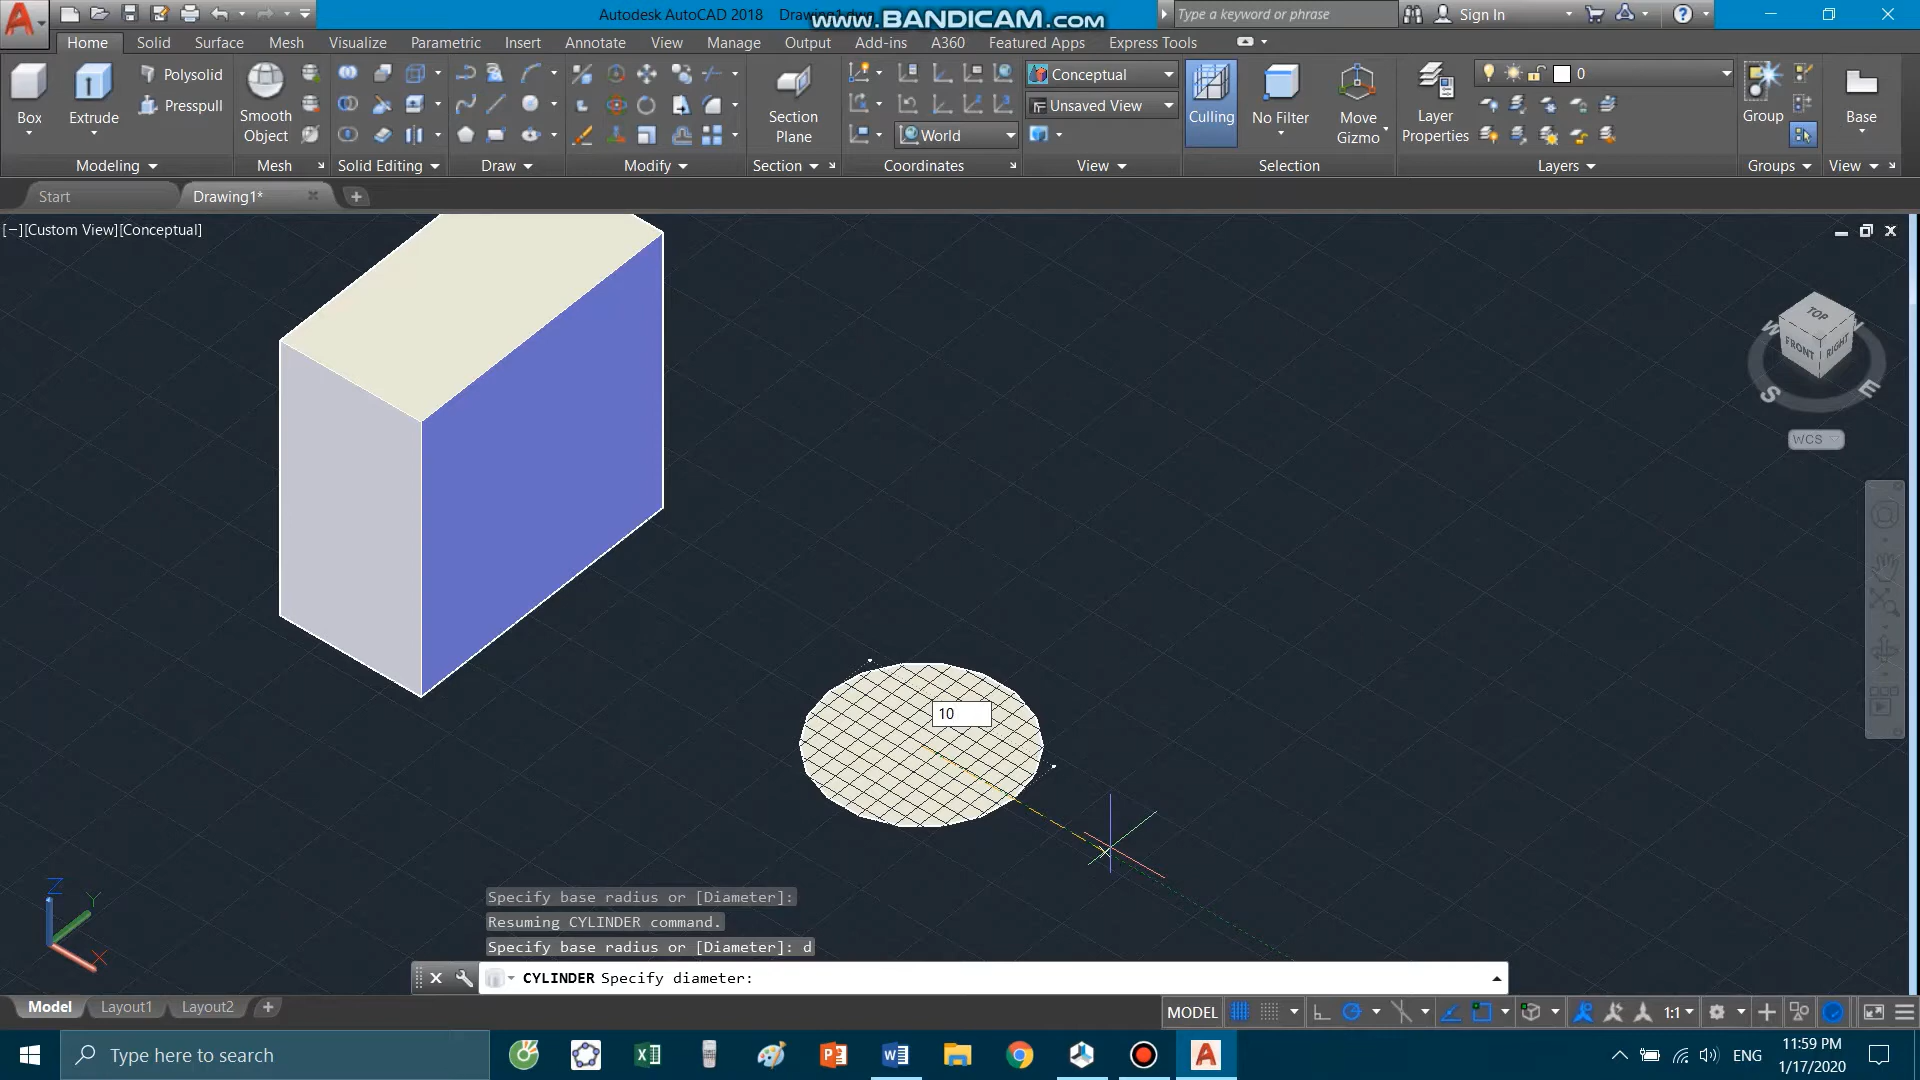 Autodesk AutoCAD 2018 Drawing1.dwg
www.BANDICAM.com
Type a keyword or phrase
Sign In
Home Solid Surface Mesh Visualize Parametric Insert Annotate View Manage Output Add-ins A360 Featured Apps Express Tools
Box
Extrude
Polysolid
Presspull
Modeling
Smooth
Object
Mesh
Solid Editing
Draw
Modify
Section
Plane
Section
World
Coordinates
Conceptual
Unsaved View
View
Culling
No Filter
Move
Gizmo
Selection
Layer
Properties
0
Layers
Group
Groups
Base
View
Start
Drawing1*
[−][Custom View][Conceptual]
TOP
FRONT
RIGHT
W
S
E
WCS
10
Z
Y
X
Specify base radius or [Diameter]:
Resuming CYLINDER command.
Specify base radius or [Diameter]: d
CYLINDER Specify diameter:
Model Layout1 Layout2
MODEL
1:1
Type here to search
ENG
11:59 PM
1/17/2020